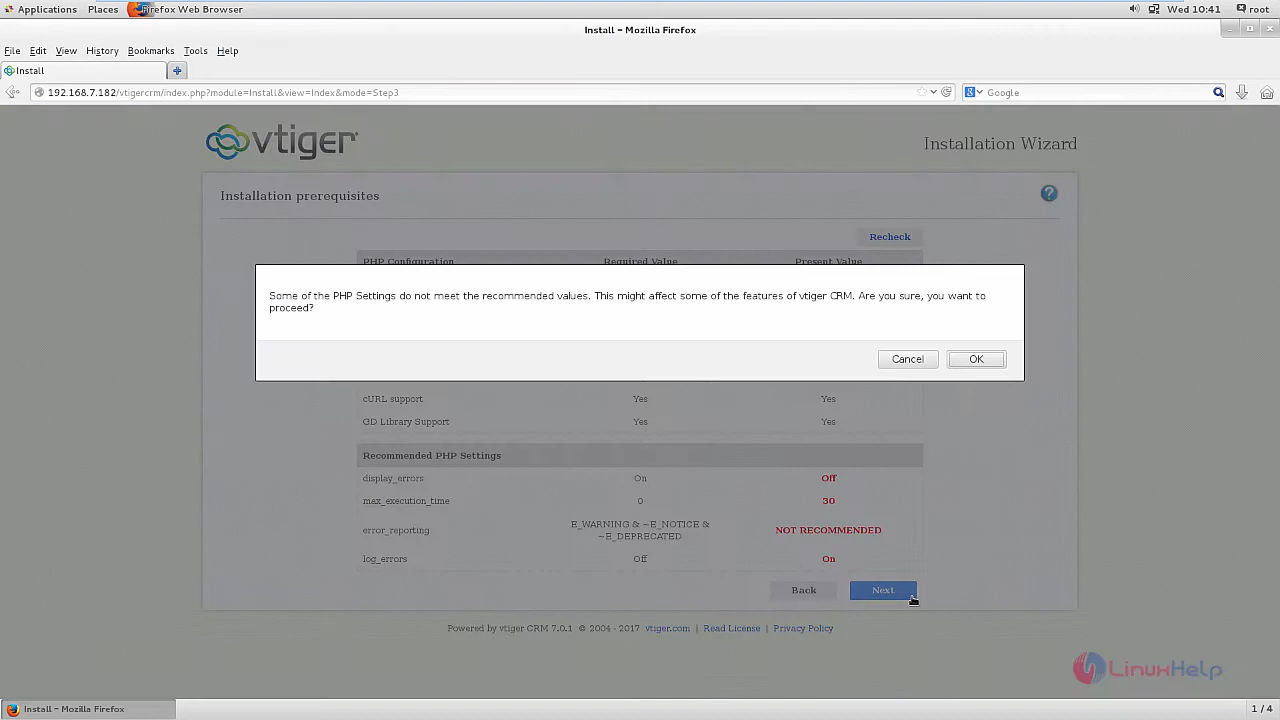 Applications Places Firefox Web Browser Wed 10:41 root
Install - Mozilla Firefox
File Edit View History Bookmarks Tools Help
Install
192.168.7.182/vtigercrm/index.php?module=Install&view=Index&mode=Step3 Google
vtiger Installation Wizard
Installation prerequisites
Recheck
PHP Configuration Required Value Present Value
Some of the PHP Settings do not meet the recommended values. This might affect some of the features of vtiger CRM. Are you sure, you want to
proceed?
Cancel OK
cURL support Yes Yes
GD Library Support Yes Yes
Recommended PHP Settings
display_errors On Off
max_execution_time 0 30
error_reporting E_WARNING & ~E_NOTICE & ~E_DEPRECATED NOT RECOMMENDED
log_errors Off On
Back Next
Powered by vtiger CRM 7.0.1 © 2004 - 2017 vtiger.com | Read License | Privacy Policy
LinuxHelp
Install - Mozilla Firefox 1 / 4